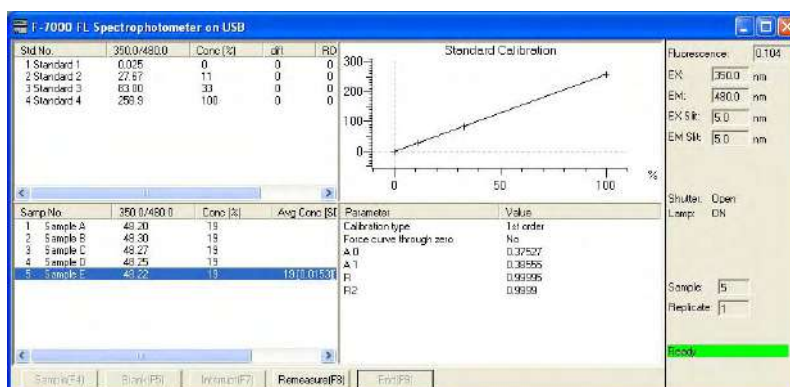 F-7000 FL Spectrophotometer on USB
Std No. 350.0/480.0 Conc [%] diff RD
1 Standard 1 0.025 0 0 0
2 Standard 2 27.67 11 0 0
3 Standard 3 83.00 33 0 0
4 Standard 4 259.9 100 0 0
Standard Calibration
300
200
100
0
0 50 100 %
Fluorescence: 0.104
EX: 350.0 nm
EM: 480.0 nm
EX Slit: 5.0 nm
EM Slit: 5.0 nm
Shutter: Open
Lamp: ON
Sample: 5
Replicate: 1
Ready
Samp No. 350.0/480.0 Conc [%] Avg Conc [SD
1 Sample A 48.20 19
2 Sample B 48.30 19
3 Sample C 48.27 19
4 Sample D 48.25 19
5 Sample E 48.22 19 19 [0.0153]
Parameter Value
Calibration type 1st order
Force curve through zero No
A0 0.37527
A1 0.38555
R 0.99995
R2 0.9999
Sample(F4) Blank(F5) Interrupt(F7) Remeasure(F8) End(F9)